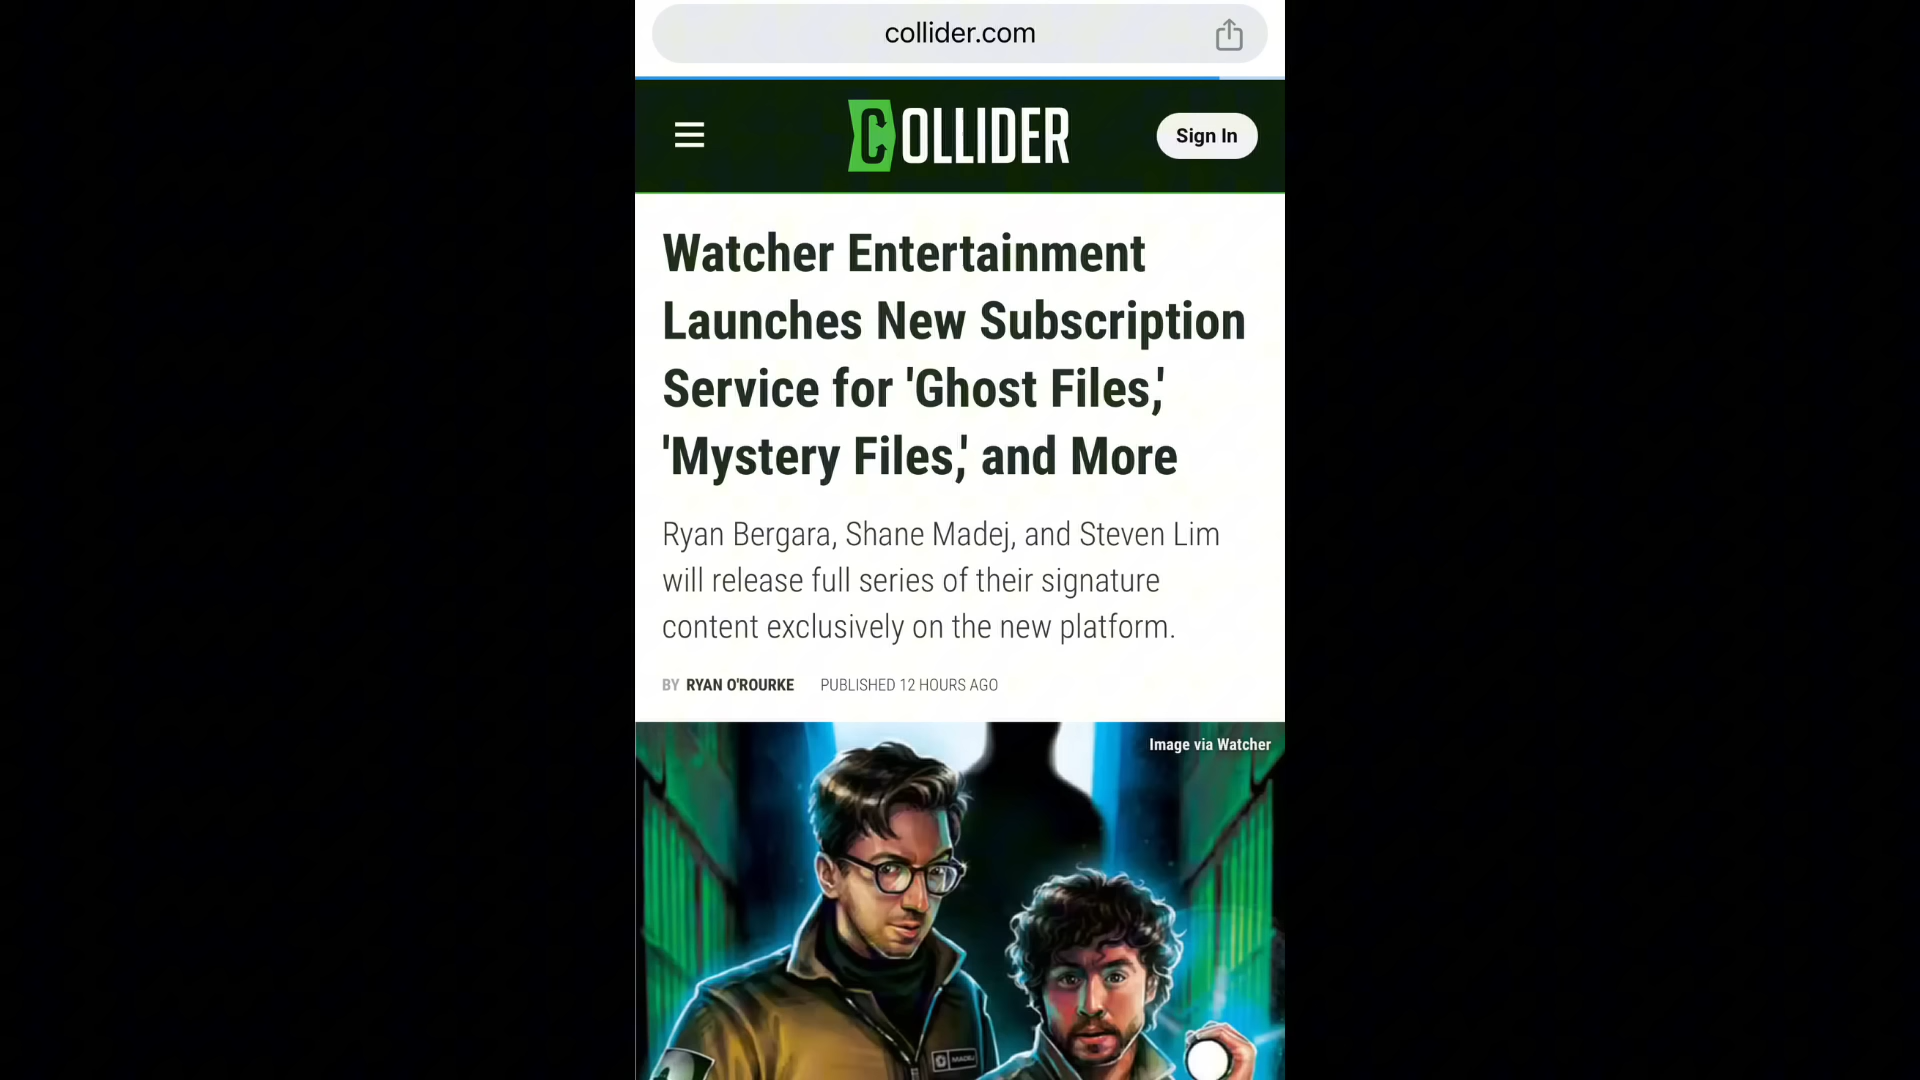 collider.com
COLLIDER
Sign In
Watcher Entertainment
Launches New Subscription
Service for 'Ghost Files,'
'Mystery Files,' and More
Ryan Bergara, Shane Madej, and Steven Lim
will release full series of their signature
content exclusively on the new platform.
BY RYAN O'ROURKE PUBLISHED 12 HOURS AGO
Image via Watcher
MADEJ